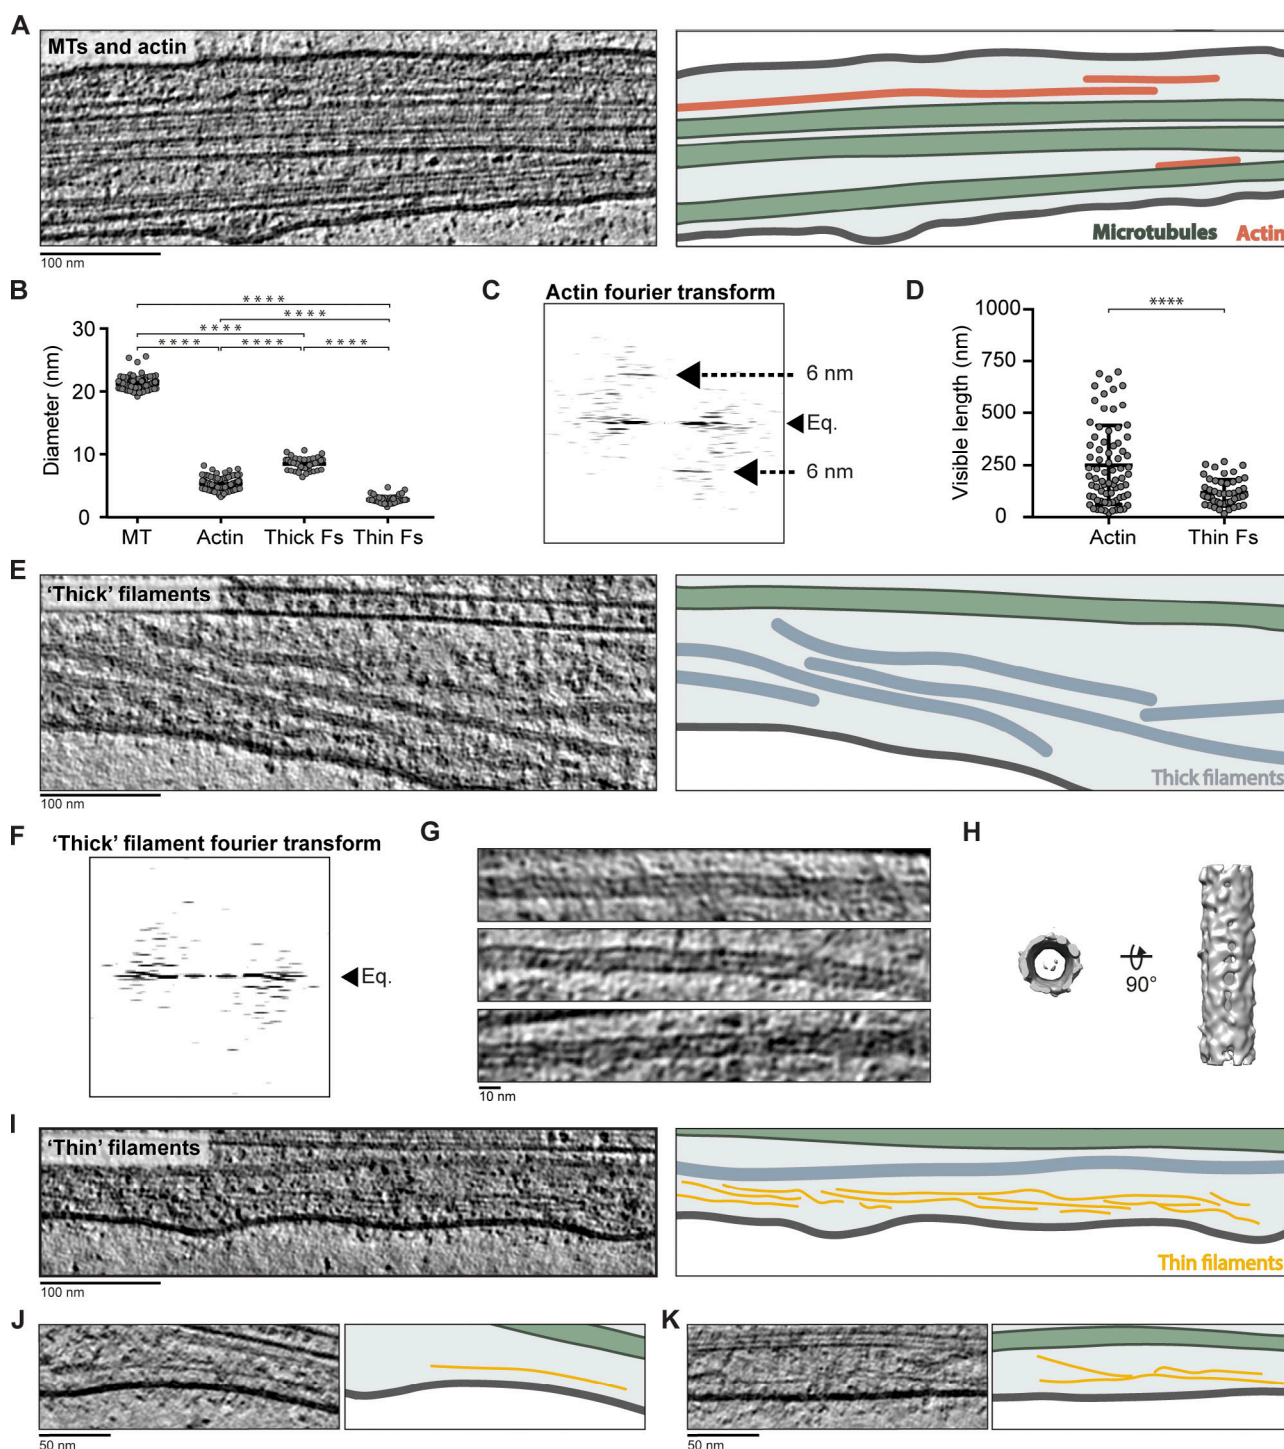 A
MTs and actin
Microtubules Actin
100 nm
B
Diameter (nm)
30
20
10
0
MT Actin Thick Fs Thin Fs
****
****
****
**** **** ****
C
Actin fourier transform
6 nm
Eq.
6 nm
D
Visible length (nm)
1000
750
500
250
0
Actin Thin Fs
****
E
'Thick' filaments
Thick filaments
100 nm
F
'Thick' filament fourier transform
Eq.
G
10 nm
H
90°
I
'Thin' filaments
Thin filaments
100 nm
J
50 nm
K
50 nm